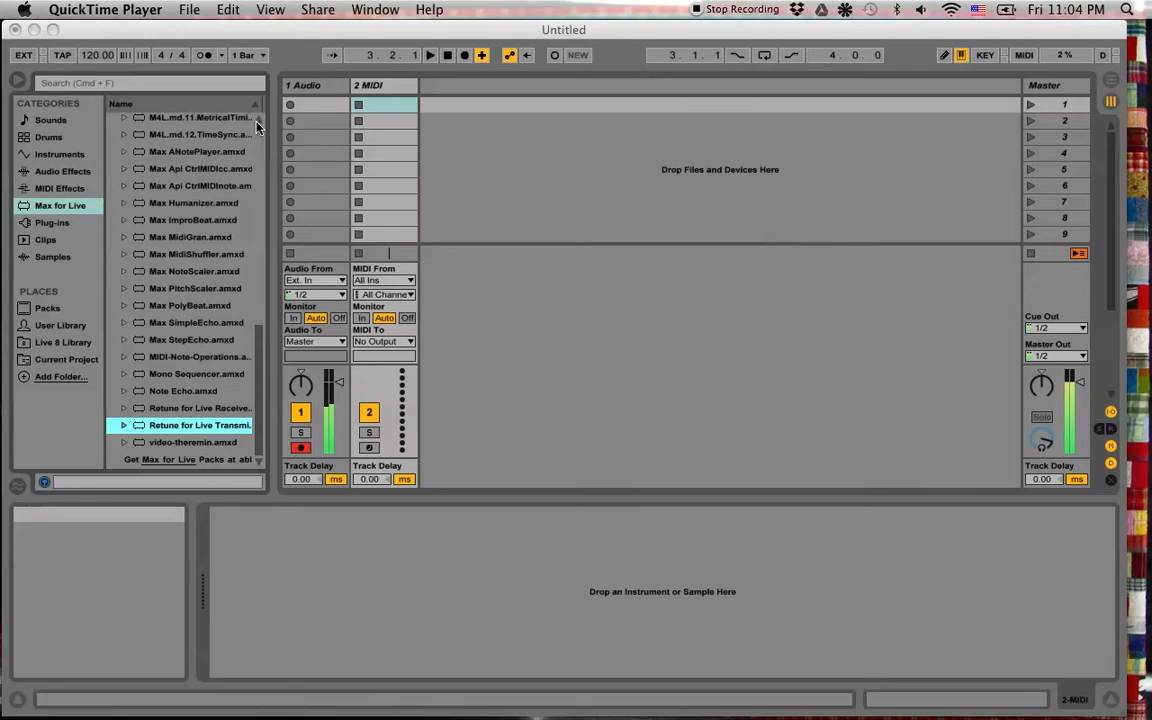 QuickTime Player File Edit View Share Window Help Stop Recording Fri 11:04 PM
Untitled
EXT TAP 120.00 4 / 4 1 Bar 3. 2. 1 NEW 3. 1. 1 4. 0. 0 KEY MIDI 2 % D
Search (Cmd + F)
CATEGORIES
Sounds
Drums
Instruments
Audio Effects
MIDI Effects
Max for Live
Plug-ins
Clips
Samples
PLACES
Packs
User Library
Live 8 Library
Current Project
Add Folder...
Name
M4L.md.11.MetricalTimi..
M4L.md.12.TimeSync.a...
Max ANotePlayer.amxd
Max Api CtrlMIDIcc.amxd
Max Api CtrlMIDInote.am
Max Humanizer.amxd
Max ImproBeat.amxd
Max MidiGran.amxd
Max MidiShuffler.amxd
Max NoteScaler.amxd
Max PitchScaler.amxd
Max PolyBeat.amxd
Max SimpleEcho.amxd
Max StepEcho.amxd
MIDI-Note-Operations.a...
Mono Sequencer.amxd
Note Echo.amxd
Retune for Live Receive..
Retune for Live Transmi.
video-theremin.amxd
Get Max for Live Packs at abl
1 Audio 2 MIDI Master
1
2
3
4
5
6
7
8
9
Drop Files and Devices Here
Audio From MIDI From
Ext. In All Ins
1/2 All Channe
Monitor Monitor
In Auto Off In Auto Off
Audio To MIDI To
Master No Output
Cue Out
1/2
Master Out
1/2
1 2 Solo
S S
Track Delay Track Delay Track Delay
0.00 ms 0.00 ms 0.00 ms
I-O
S R
M
D
X
Drop an Instrument or Sample Here
2-MIDI